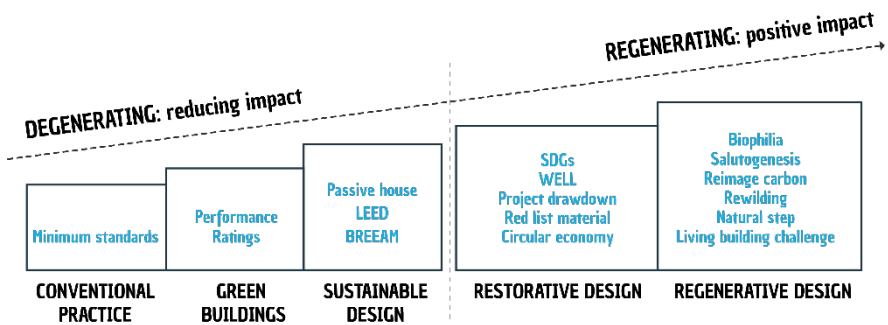 REGENERATING: positive impact
DEGENERATING: reducing impact
Minimum standards
Performance
Ratings
Passive house
LEED
BREEAM
SDGs
WELL
Project drawdown
Red list material
Circular economy
Biophilia
Salutogenesis
Reimage carbon
Rewilding
Natural step
Living building challenge
CONVENTIONAL
PRACTICE
GREEN
BUILDINGS
SUSTAINABLE
DESIGN
RESTORATIVE DESIGN
REGENERATIVE DESIGN